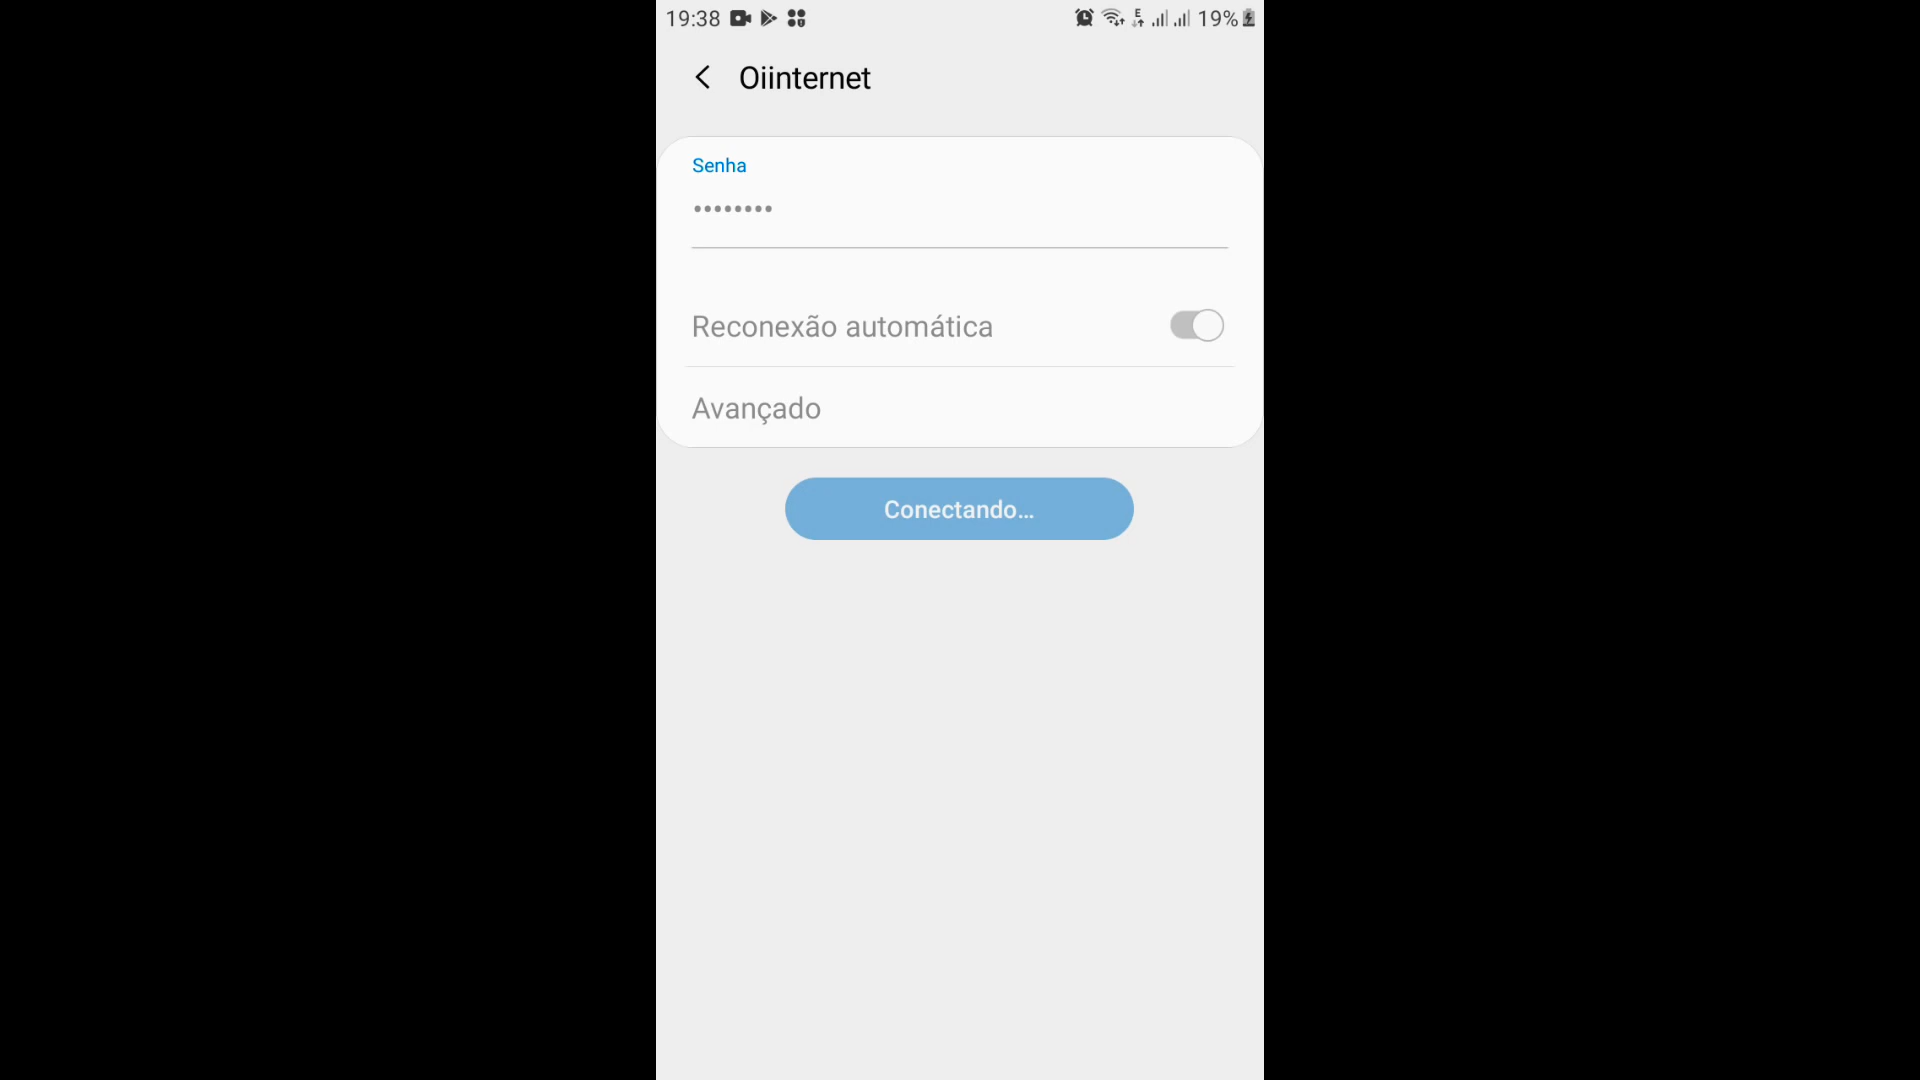 19:38 E 19%
Oiinternet
Senha
••••••••
Reconexão automática
Avançado
Conectando...